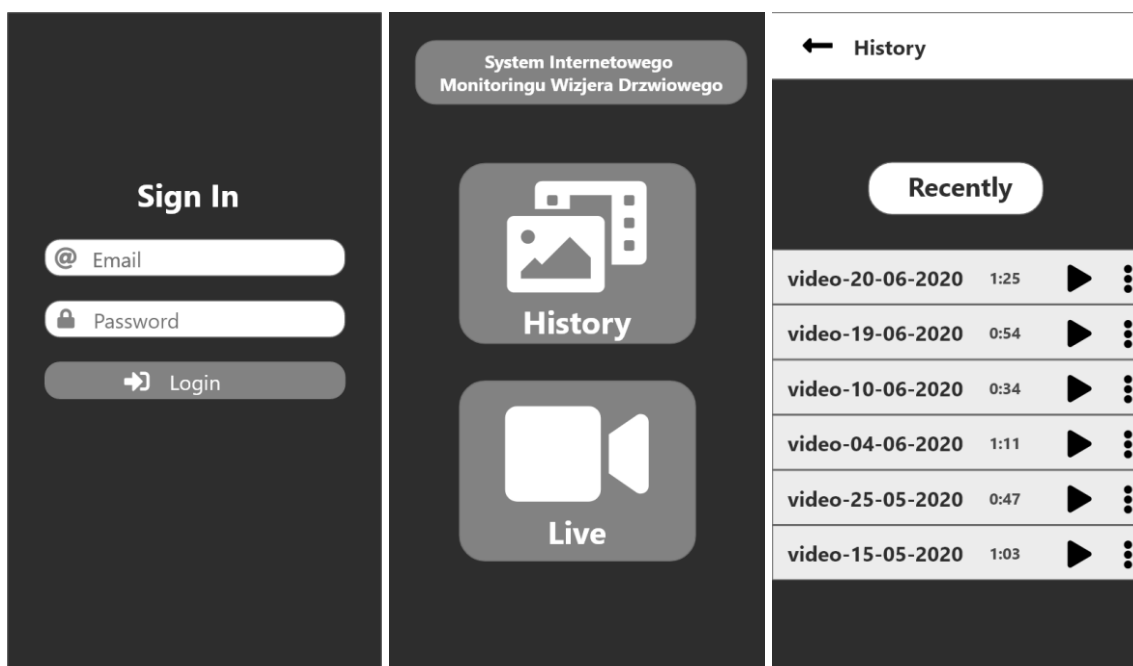 Sign In
@ Email
Password
Login
System Internetowego
Monitoringu Wizjera Drzwiowego
History
Live
History
Recently
video-20-06-2020 1:25
video-19-06-2020 0:54
video-10-06-2020 0:34
video-04-06-2020 1:11
video-25-05-2020 0:47
video-15-05-2020 1:03